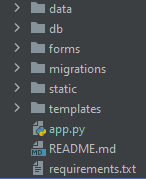 data
db
forms
migrations
static
templates
app.py
README.md
requirements.txt